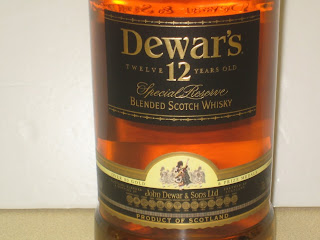 Dewar's
TWELVE 12 YEARS OLD
Special Reserve
BLENDED SCOTCH WHISKY
John Dewar & Sons Ltd
PRODUCT OF SCOTLAND